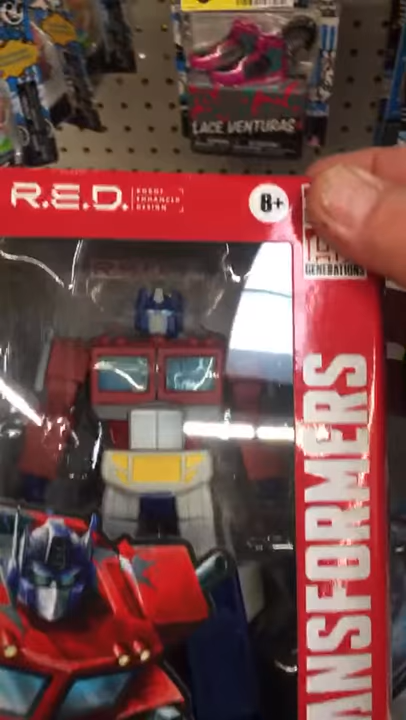 LACE VENTURAS
R.E.D.
ROBOT
ENHANCED
DESIGN
8+
GENERATIONS
ANSFORMERS